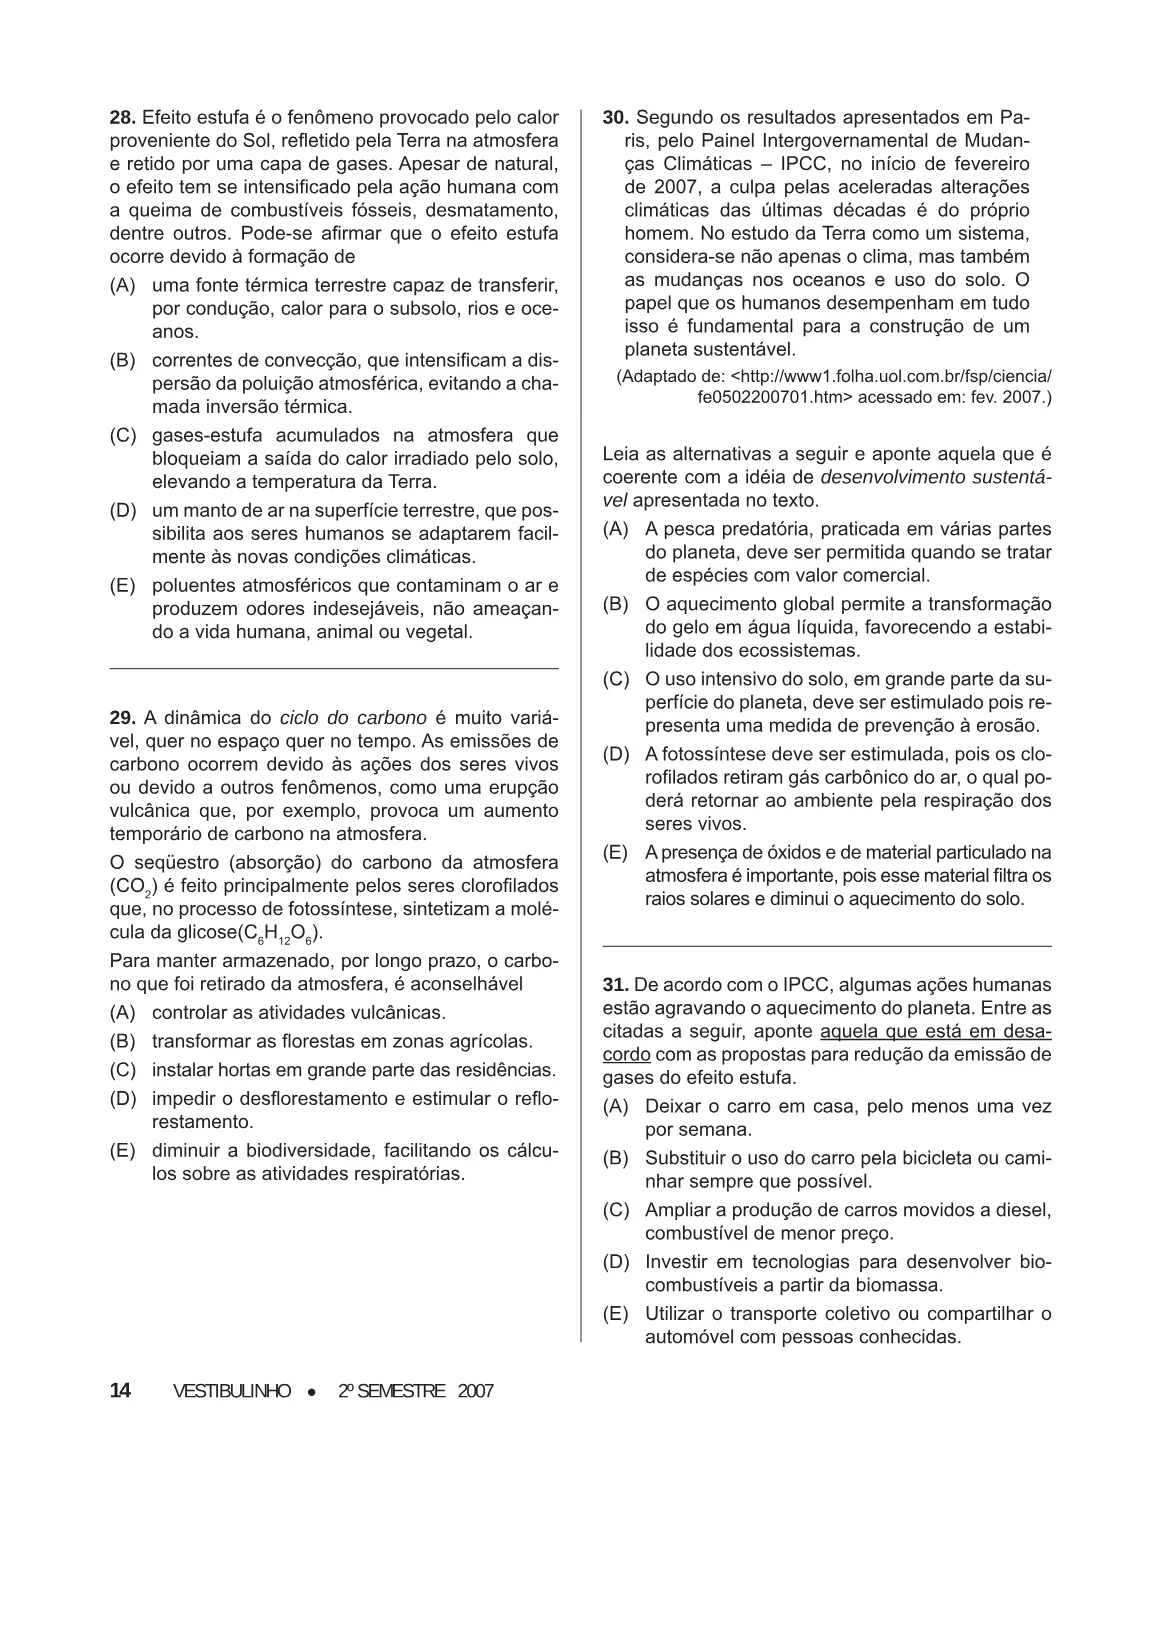 28. Efeito estufa é o fenômeno provocado pelo calor
proveniente do Sol, refletido pela Terra na atmosfera
e retido por uma capa de gases. Apesar de natural,
o efeito tem se intensificado pela ação humana com
a queima de combustíveis fósseis, desmatamento,
dentre outros. Pode-se afirmar que o efeito estufa
ocorre devido à formação de
(A) uma fonte térmica terrestre capaz de transferir,
por condução, calor para o subsolo, rios e oce-
anos.
(B) correntes de convecção, que intensificam a dis-
persão da poluição atmosférica, evitando a cha-
mada inversão térmica.
(C) gases-estufa acumulados na atmosfera que
bloqueiam a saída do calor irradiado pelo solo,
elevando a temperatura da Terra.
(D) um manto de ar na superfície terrestre, que pos-
sibilita aos seres humanos se adaptarem facil-
mente às novas condições climáticas.
(E) poluentes atmosféricos que contaminam o ar e
produzem odores indesejáveis, não ameaçan-
do a vida humana, animal ou vegetal.
29. A dinâmica do ciclo do carbono é muito variá-
vel, quer no espaço quer no tempo. As emissões de
carbono ocorrem devido às ações dos seres vivos
ou devido a outros fenômenos, como uma erupção
vulcânica que, por exemplo, provoca um aumento
temporário de carbono na atmosfera.
O seqüestro (absorção) do carbono da atmosfera
(CO2) é feito principalmente pelos seres clorofilados
que, no processo de fotossíntese, sintetizam a molé-
cula da glicose(C6H12O6).
Para manter armazenado, por longo prazo, o carbo-
no que foi retirado da atmosfera, é aconselhável
(A) controlar as atividades vulcânicas.
(B) transformar as florestas em zonas agrícolas.
(C) instalar hortas em grande parte das residências.
(D) impedir o desflorestamento e estimular o reflo-
restamento.
(E) diminuir a biodiversidade, facilitando os cálcu-
los sobre as atividades respiratórias.
30. Segundo os resultados apresentados em Pa-
ris, pelo Painel Intergovernamental de Mudan-
ças Climáticas – IPCC, no início de fevereiro
de 2007, a culpa pelas aceleradas alterações
climáticas das últimas décadas é do próprio
homem. No estudo da Terra como um sistema,
considera-se não apenas o clima, mas também
as mudanças nos oceanos e uso do solo. O
papel que os humanos desempenham em tudo
isso é fundamental para a construção de um
planeta sustentável.
(Adaptado de: <http://www1.folha.uol.com.br/fsp/ciencia/
fe0502200701.htm> acessado em: fev. 2007.)
Leia as alternativas a seguir e aponte aquela que é
coerente com a idéia de desenvolvimento sustentá-
vel apresentada no texto.
(A) A pesca predatória, praticada em várias partes
do planeta, deve ser permitida quando se tratar
de espécies com valor comercial.
(B) O aquecimento global permite a transformação
do gelo em água líquida, favorecendo a estabi-
lidade dos ecossistemas.
(C) O uso intensivo do solo, em grande parte da su-
perfície do planeta, deve ser estimulado pois re-
presenta uma medida de prevenção à erosão.
(D) A fotossíntese deve ser estimulada, pois os clo-
rofilados retiram gás carbônico do ar, o qual po-
derá retornar ao ambiente pela respiração dos
seres vivos.
(E) A presença de óxidos e de material particulado na
atmosfera é importante, pois esse material filtra os
raios solares e diminui o aquecimento do solo.
31. De acordo com o IPCC, algumas ações humanas
estão agravando o aquecimento do planeta. Entre as
citadas a seguir, aponte aquela que está em desa-
cordo com as propostas para redução da emissão de
gases do efeito estufa.
(A) Deixar o carro em casa, pelo menos uma vez
por semana.
(B) Substituir o uso do carro pela bicicleta ou cami-
nhar sempre que possível.
(C) Ampliar a produção de carros movidos a diesel,
combustível de menor preço.
(D) Investir em tecnologias para desenvolver bio-
combustíveis a partir da biomassa.
(E) Utilizar o transporte coletivo ou compartilhar o
automóvel com pessoas conhecidas.
14 VESTIBULINHO • 2º SEMESTRE 2007